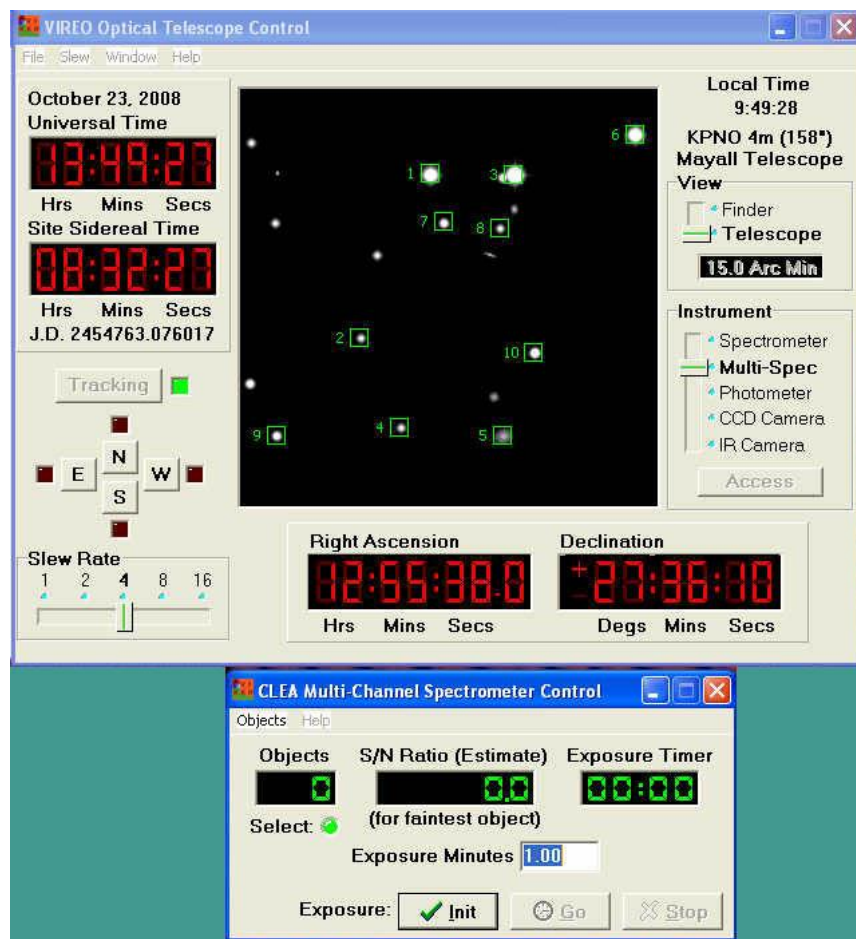 VIREO Optical Telescope Control
File Slew Window Help
October 23, 2008
Universal Time
13:49:27
Hrs Mins Secs
Site Sidereal Time
08:32:27
Hrs Mins Secs
J.D. 2454763.076017
Tracking
N
E W
S
Slew Rate
1 2 4 8 16
6
1 3
7 8
2
10
9 4 5
Local Time
9:49:28
KPNO 4m (158")
Mayall Telescope
View
Finder
Telescope
15.0 Arc Min
Instrument
Spectrometer
Multi-Spec
Photometer
CCD Camera
IR Camera
Access
Right Ascension
12:55:38.0
Hrs Mins Secs
Declination
+27:36:10
Degs Mins Secs
CLEA Multi-Channel Spectrometer Control
Objects Help
Objects S/N Ratio (Estimate) Exposure Timer
0 0.0 00:00
Select: (for faintest object)
Exposure Minutes 1.00
Exposure: Init Go Stop